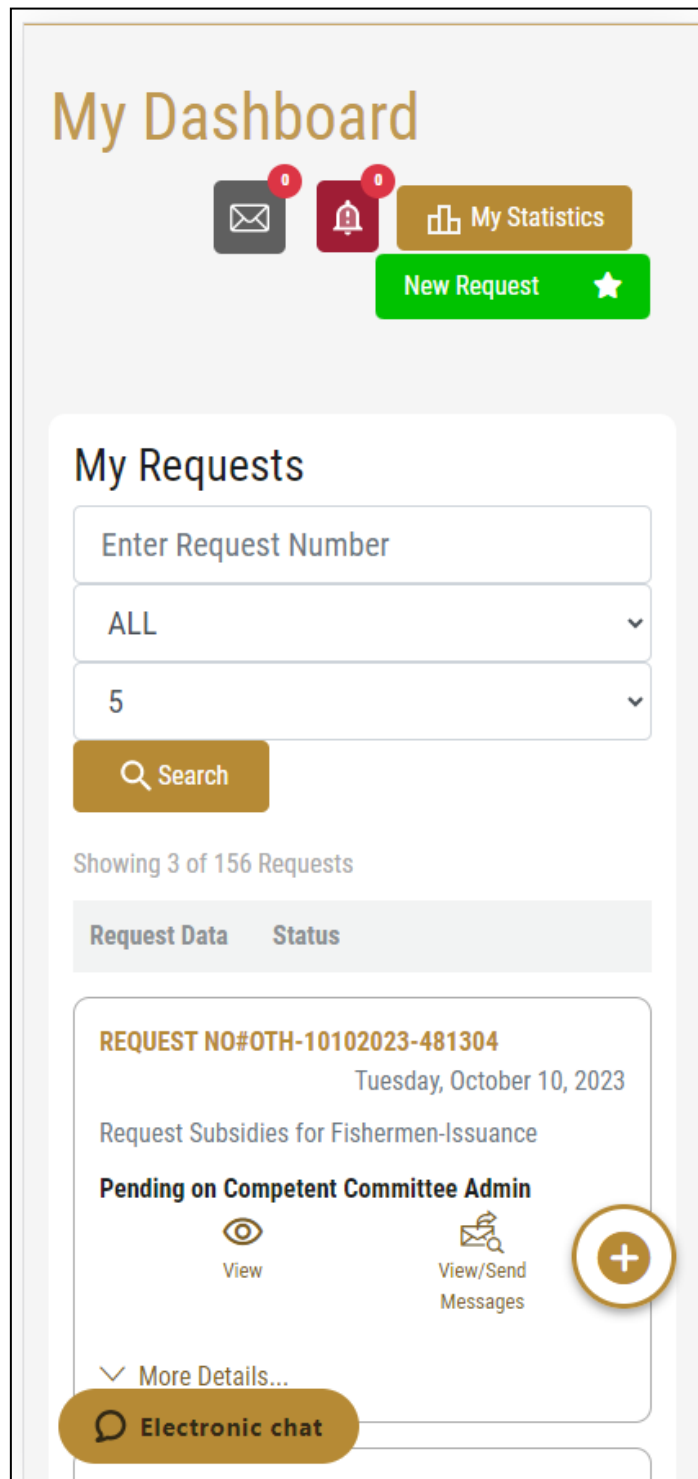 My Dashboard
0
0
My Statistics
New Request
My Requests
Enter Request Number
ALL
5
Search
Showing 3 of 156 Requests
Request Data Status
REQUEST NO#OTH-10102023-481304
Tuesday, October 10, 2023
Request Subsidies for Fishermen-Issuance
Pending on Competent Committee Admin
View
View/Send
Messages
More Details...
Electronic chat